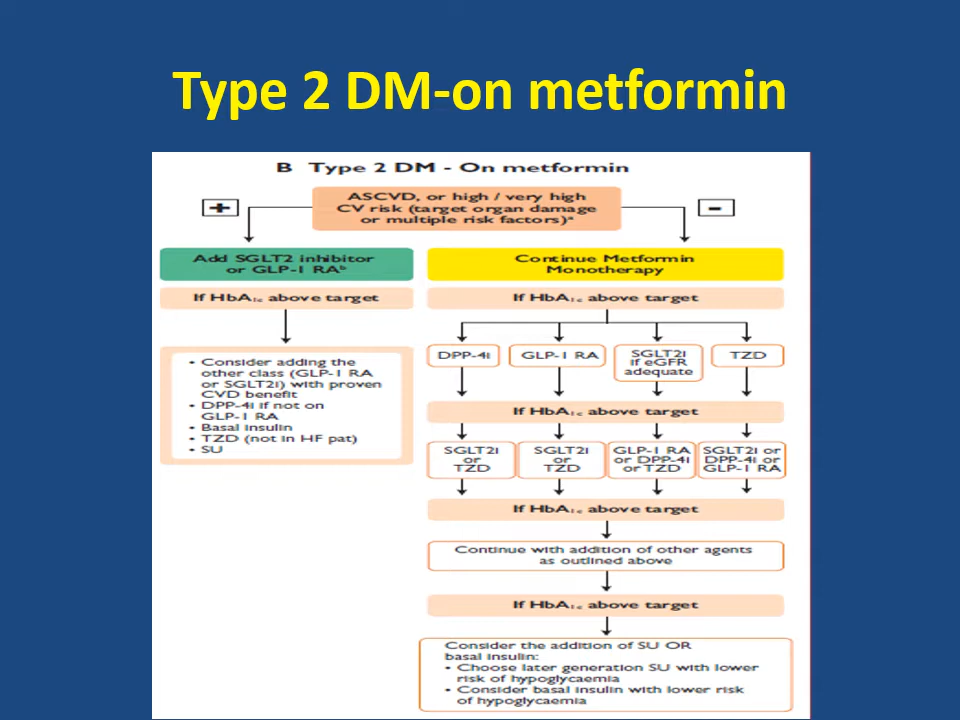 Type 2 DM-on metformin
B Type 2 DM - On metformin
+
ASCVD, or high / very high
CV risk (target organ damage
or multiple risk factors)ᵃ
-
Add SGLT2 inhibitor
or GLP-1 RAᵇ
If HbA1c above target
• Consider adding the
other class (GLP-1 RA
or SGLT2i) with proven
CVD benefit
• DPP-4i if not on
GLP-1 RA
• Basal insulin
• TZD (not in HF pat)
• SU
Continue Metformin
Monotherapy
If HbA1c above target
DPP-4i
GLP-1 RA
SGLT2i
if eGFR
adequate
TZD
If HbA1c above target
SGLT2i
or
TZD
SGLT2i
or
TZD
GLP-1 RA
or DPP-4i
or TZD
SGLT2i or
DPP-4i or
GLP-1 RA
If HbA1c above target
Continue with addition of other agents
as outlined above
If HbA1c above target
Consider the addition of SU OR
basal insulin:
• Choose later generation SU with lower
risk of hypoglycaemia
• Consider basal insulin with lower risk
of hypoglycaemia